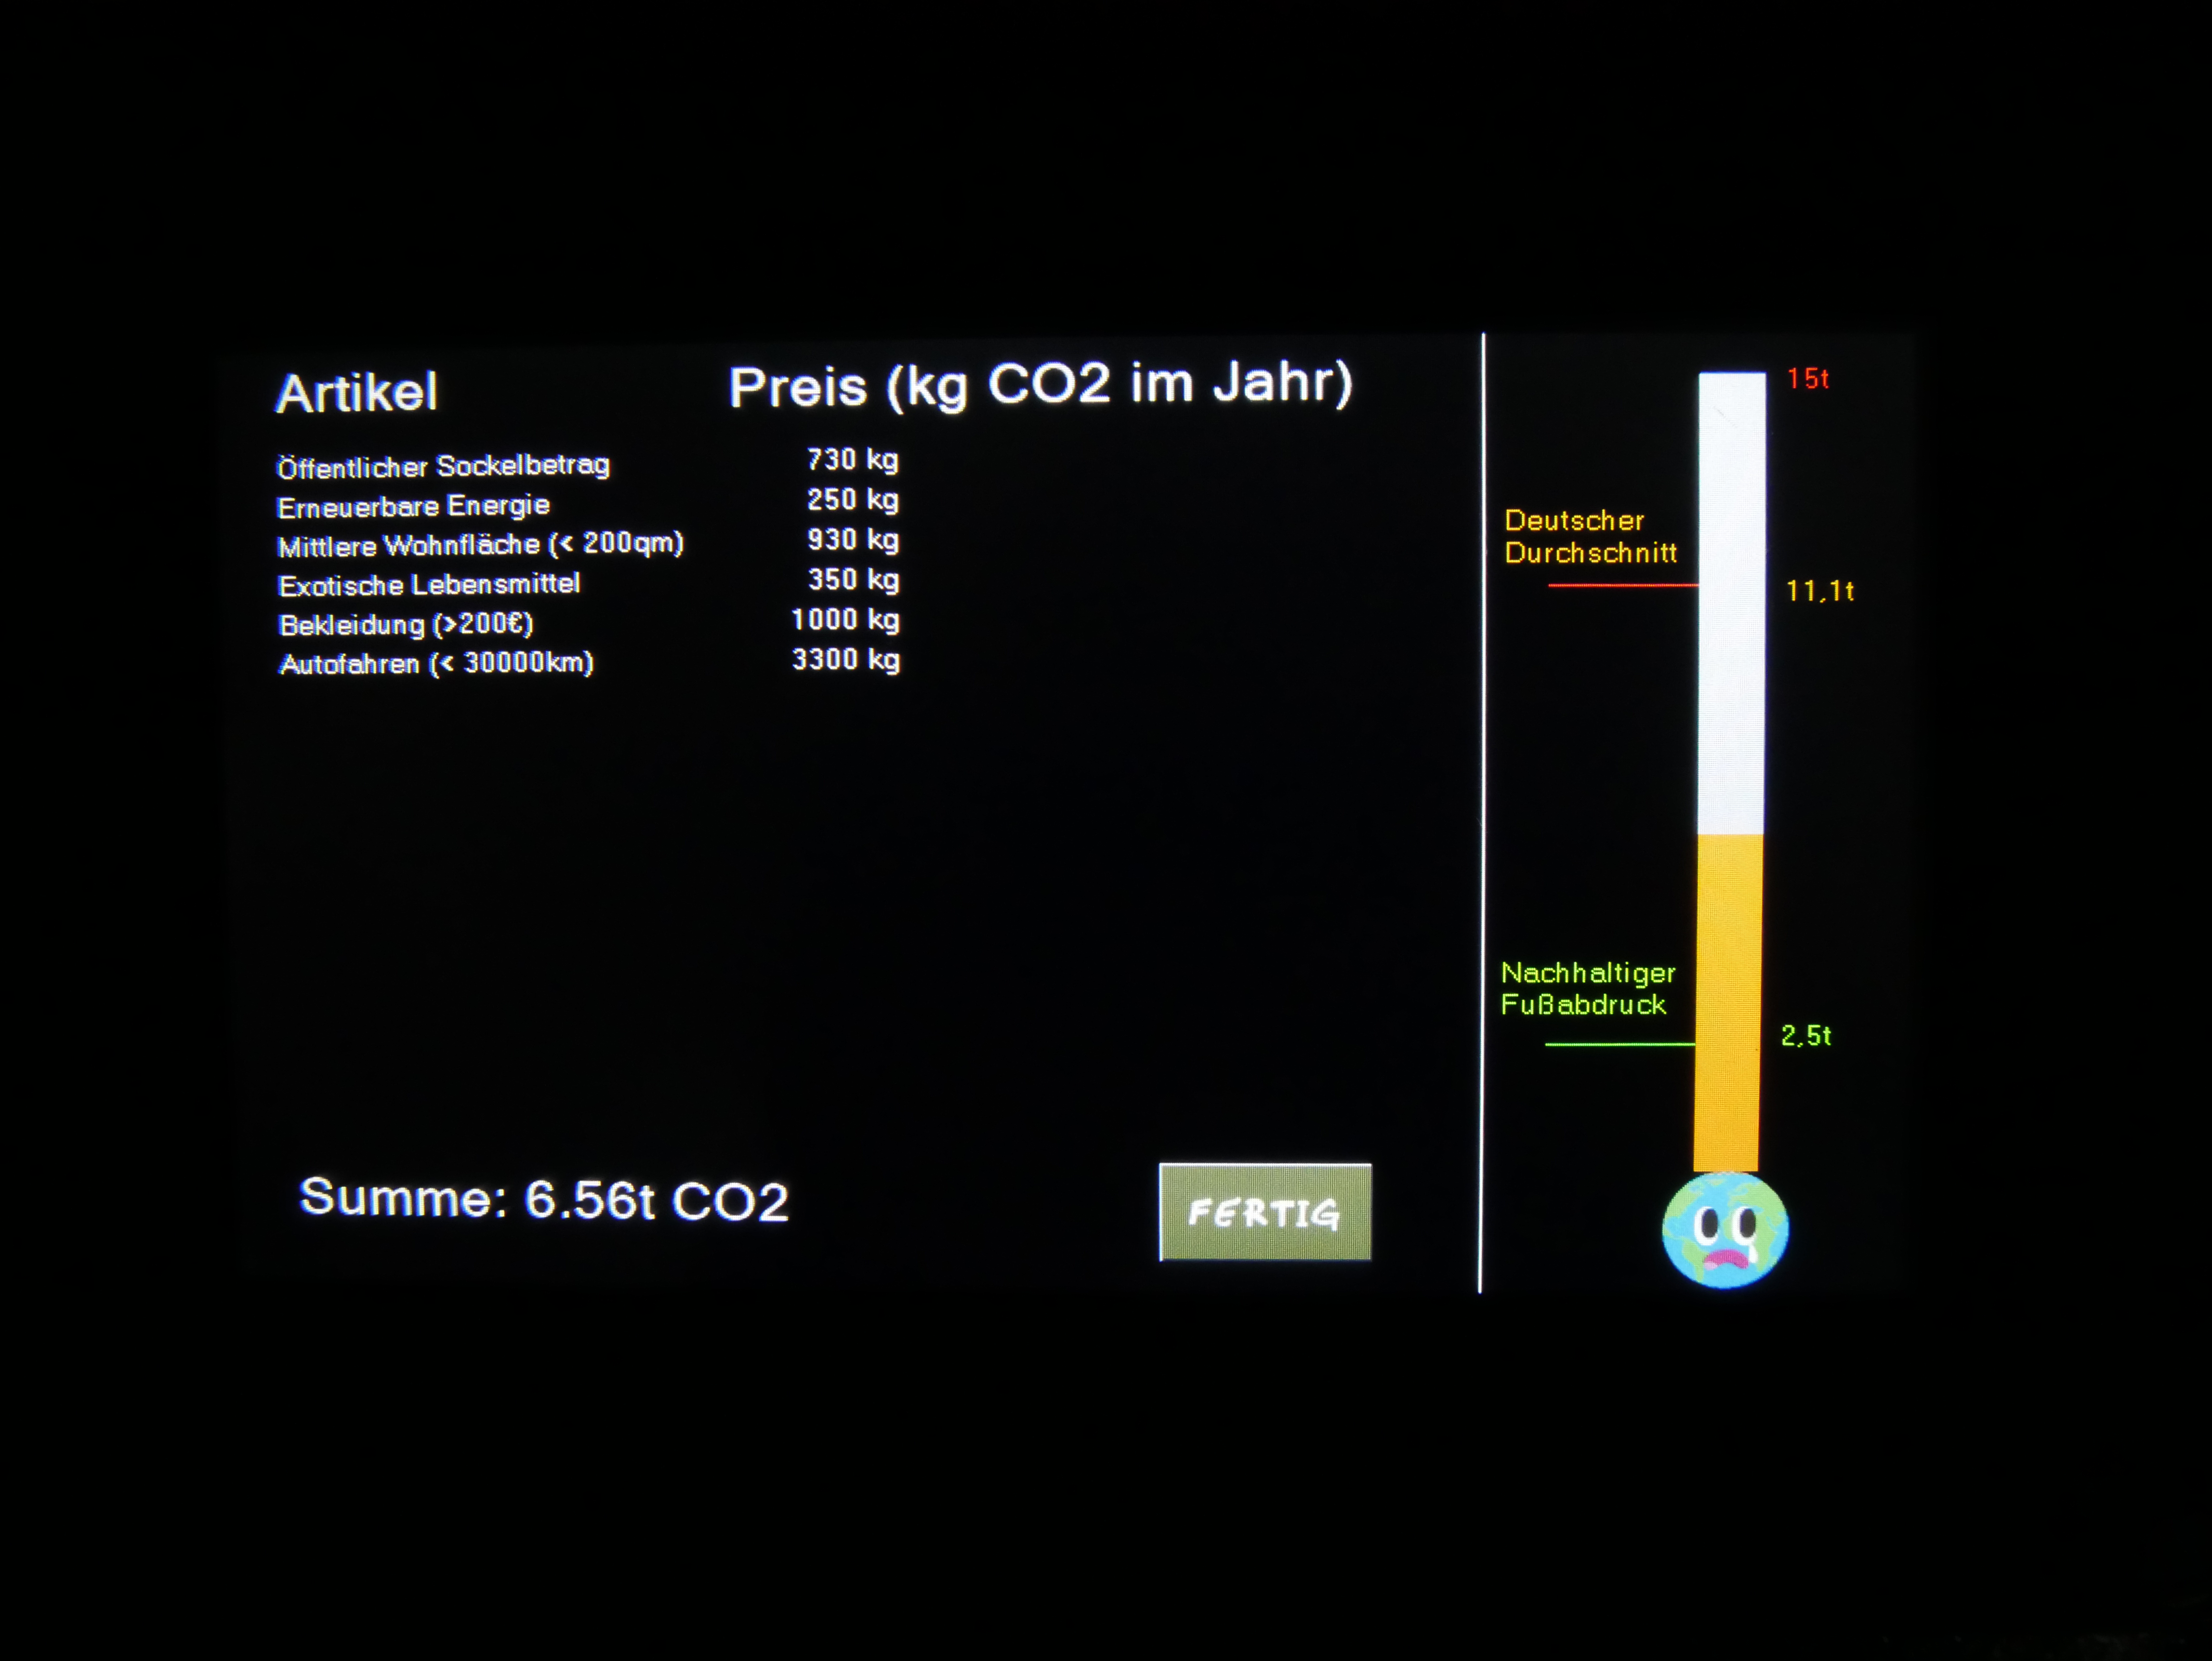 Artikel Preis (kg CO2 im Jahr)
Öffentlicher Sockelbetrag 730 kg
Erneuerbare Energie 250 kg
Mittlere Wohnfläche (< 200qm) 930 kg
Exotische Lebensmittel 350 kg
Bekleidung (>200€) 1000 kg
Autofahren (< 30000km) 3300 kg
Summe: 6.56t CO2
FERTIG
15t
Deutscher
Durchschnitt
11,1t
Nachhaltiger
Fußabdruck
2,5t